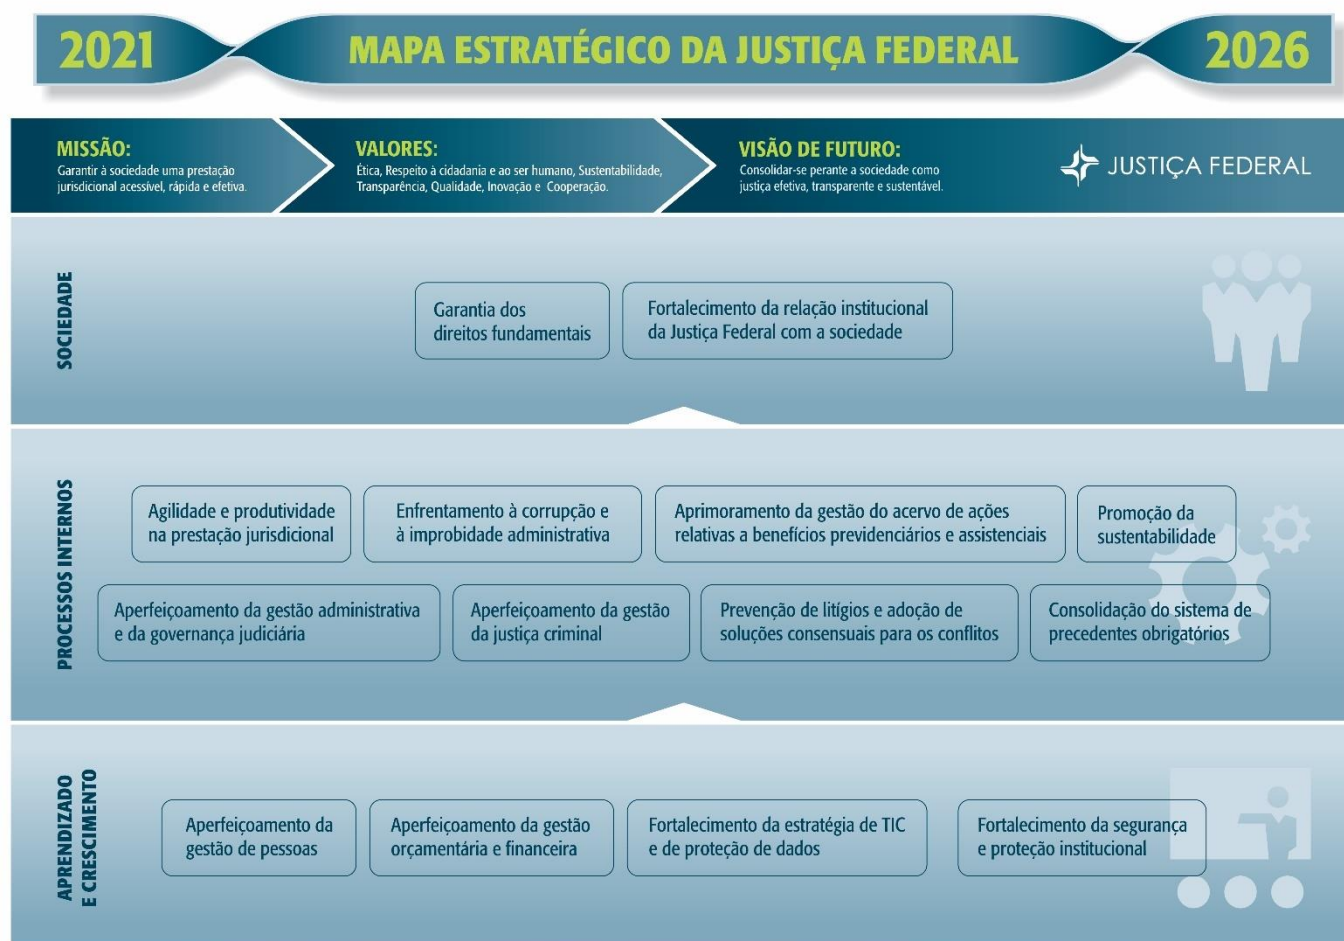 2021
MAPA ESTRATÉGICO DA JUSTIÇA FEDERAL
2026
MISSÃO:
Garantir à sociedade uma prestação
jurisdicional acessível, rápida e efetiva.
VALORES:
Ética, Respeito à cidadania e ao ser humano, Sustentabilidade,
Transparência, Qualidade, Inovação e Cooperação.
VISÃO DE FUTURO:
Consolidar-se perante a sociedade como
justiça efetiva, transparente e sustentável.
JUSTIÇA FEDERAL
SOCIEDADE
Garantia dos
direitos fundamentais
Fortalecimento da relação institucional
da Justiça Federal com a sociedade
PROCESSOS INTERNOS
Agilidade e produtividade
na prestação jurisdicional
Enfrentamento à corrupção e
à improbidade administrativa
Aprimoramento da gestão do acervo de ações
relativas a benefícios previdenciários e assistenciais
Promoção da
sustentabilidade
Aperfeiçoamento da gestão administrativa
e da governança judiciária
Aperfeiçoamento da gestão
da justiça criminal
Prevenção de litígios e adoção de
soluções consensuais para os conflitos
Consolidação do sistema de
precedentes obrigatórios
APRENDIZADO
E CRESCIMENTO
Aperfeiçoamento da
gestão de pessoas
Aperfeiçoamento da gestão
orçamentária e financeira
Fortalecimento da estratégia de TIC
e de proteção de dados
Fortalecimento da segurança
e proteção institucional